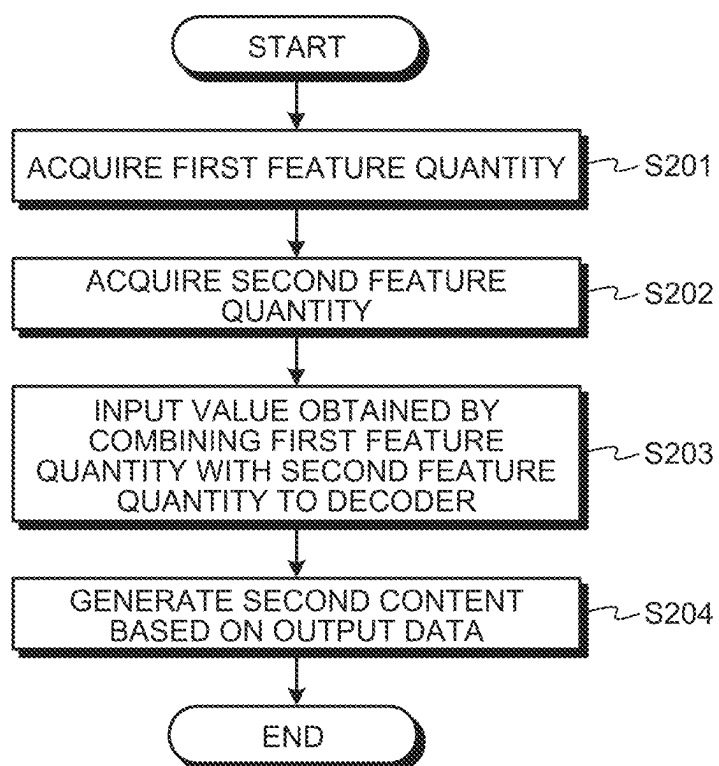 START
ACQUIRE FIRST FEATURE QUANTITY
S201
ACQUIRE SECOND FEATURE
QUANTITY
S202
INPUT VALUE OBTAINED BY
COMBINING FIRST FEATURE
QUANTITY WITH SECOND FEATURE
QUANTITY TO DECODER
S203
GENERATE SECOND CONTENT
BASED ON OUTPUT DATA
S204
END